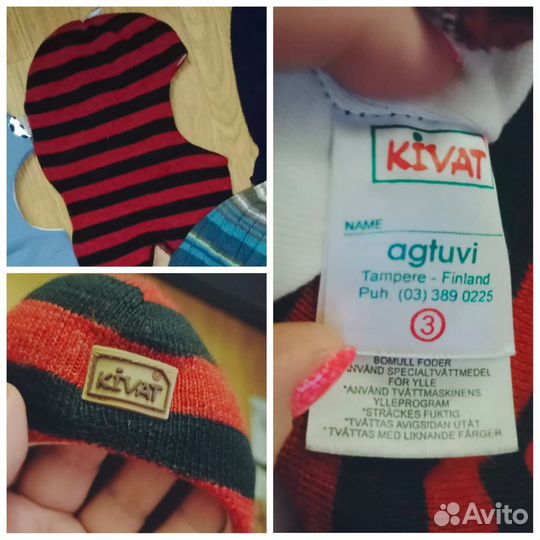 KIVAT
KIVAT
NAME
agtuvi
Tampere - Finland
Puh (03) 389 0225
3
BOMULL FODER
ANVÄND SPECIALTVÄTTMEDEL
FÖR YLLE
*ANVÄND TVÄTTMASKINENS
YLLEPROGRAM
*STRÄCKES FUKTIG
*TVÄTTAS AVIGSIDAN UTÅT
*TVÄTTAS MED LIKNANDE FÄRGER
Avito